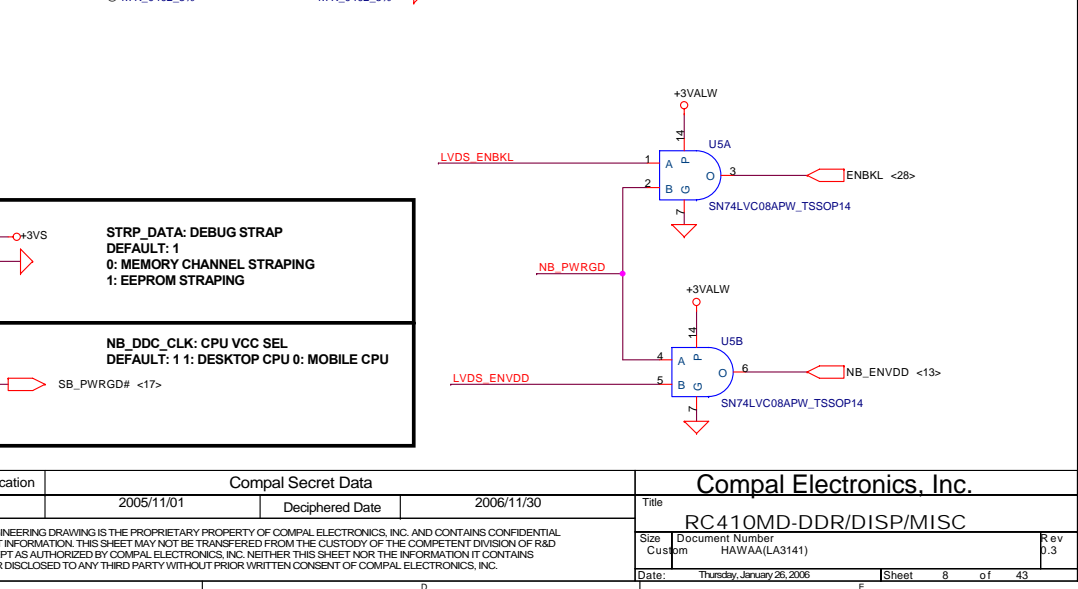 +3VALW
14
U5A
LVDS_ENBKL
1
A
P
O
3
ENBKL <28>
2
B
G
SN74LVC08APW_TSSOP14
7
+3VS
STRP_DATA: DEBUG STRAP
DEFAULT: 1
0: MEMORY CHANNEL STRAPING
1: EEPROM STRAPING
NB_PWRGD
+3VALW
14
U5B
NB_DDC_CLK: CPU VCC SEL
DEFAULT: 1 1: DESKTOP CPU 0: MOBILE CPU
4
A
P
O
6
NB_ENVDD <13>
SB_PWRGD# <17>
LVDS_ENVDD
5
B
G
SN74LVC08APW_TSSOP14
7
cation
Compal Secret Data
Compal Electronics, Inc.
2005/11/01
Deciphered Date
2006/11/30
Title
RC410MD-DDR/DISP/MISC
INEERING DRAWING IS THE PROPRIETARY PROPERTY OF COMPAL ELECTRONICS, INC. AND CONTAINS CONFIDENTIAL
T INFORMATION. THIS SHEET MAY NOT BE TRANSFERED FROM THE CUSTODY OF THE COMPETENT DIVISION OF R&D
PT AS AUTHORIZED BY COMPAL ELECTRONICS, INC. NEITHER THIS SHEET NOR THE INFORMATION IT CONTAINS
R DISCLOSED TO ANY THIRD PARTY WITHOUT PRIOR WRITTEN CONSENT OF COMPAL ELECTRONICS, INC.
Size
Document Number
Rev
Custom
HAWAA(LA3141)
0.3
Date:
Thursday, January 26, 2006
Sheet
8
of
43